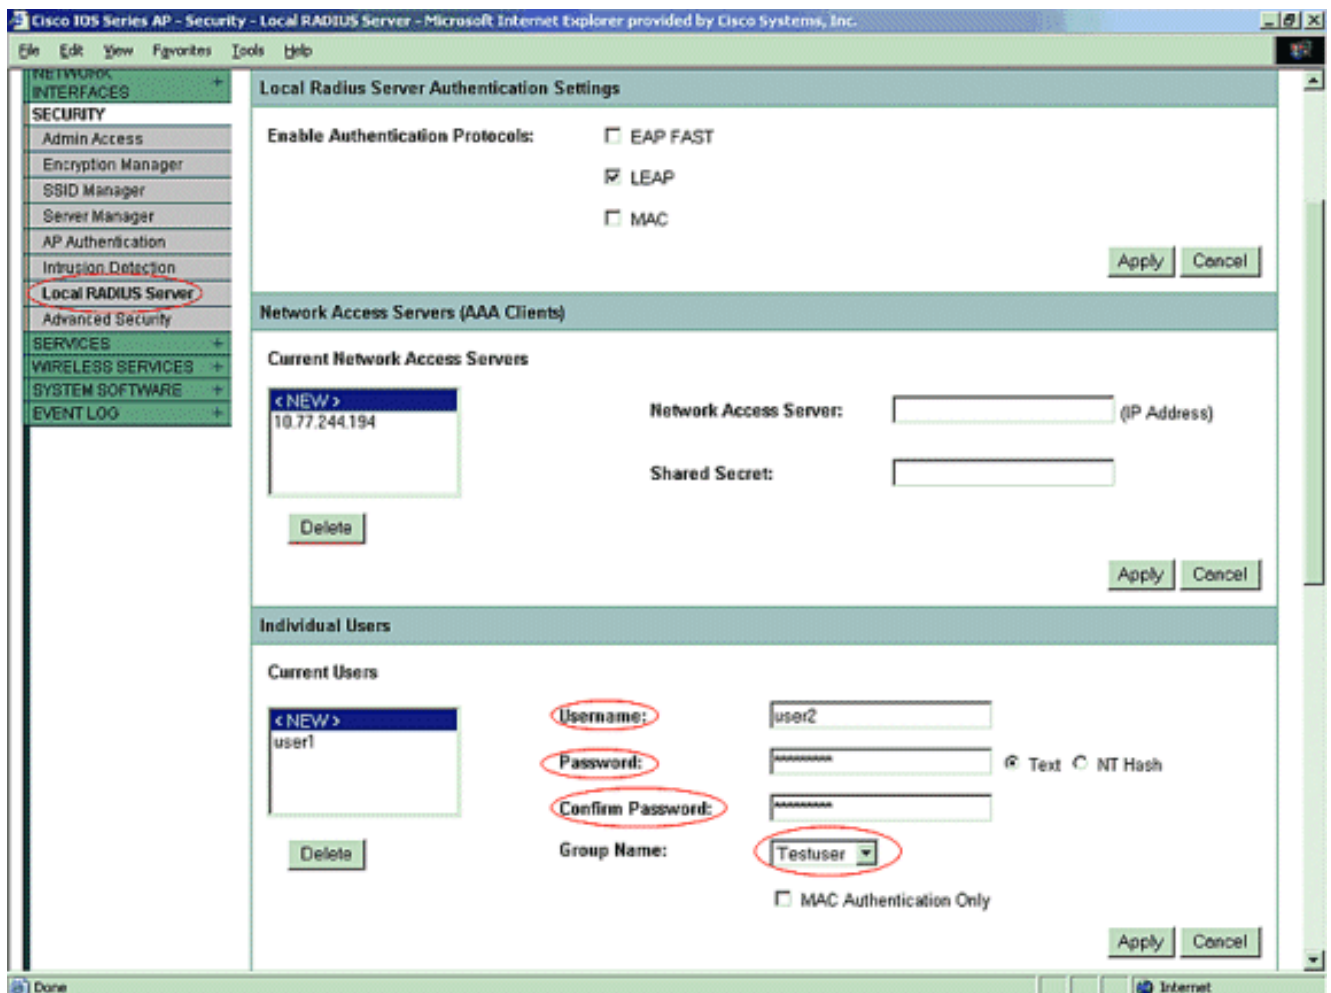 Cisco IOS Series AP - Security - Local RADIUS Server - Microsoft Internet Explorer provided by Cisco Systems, Inc.
File Edit View Favorites Tools Help
NETWORK
INTERFACES +
SECURITY
Admin Access
Encryption Manager
SSID Manager
Server Manager
AP Authentication
Intrusion Detection
Local RADIUS Server
Advanced Security
SERVICES +
WIRELESS SERVICES +
SYSTEM SOFTWARE +
EVENT LOG +
Local Radius Server Authentication Settings
Enable Authentication Protocols:
EAP FAST
LEAP
MAC
Apply Cancel
Network Access Servers (AAA Clients)
Current Network Access Servers
<NEW>
10.77.244.194
Delete
Network Access Server: (IP Address)
Shared Secret:
Apply Cancel
Individual Users
Current Users
<NEW>
user1
Delete
Username: user2
Password: ********* Text NT Hash
Confirm Password: *********
Group Name: Testuser
MAC Authentication Only
Apply Cancel
Done Internet